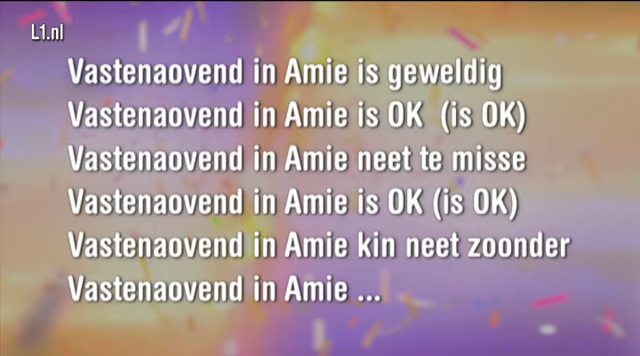 L1.nl
Vastenaovend in Amie is geweldig
Vastenaovend in Amie is OK (is OK)
Vastenaovend in Amie neet te misse
Vastenaovend in Amie is OK (is OK)
Vastenaovend in Amie kin neet zoonder
Vastenaovend in Amie ...